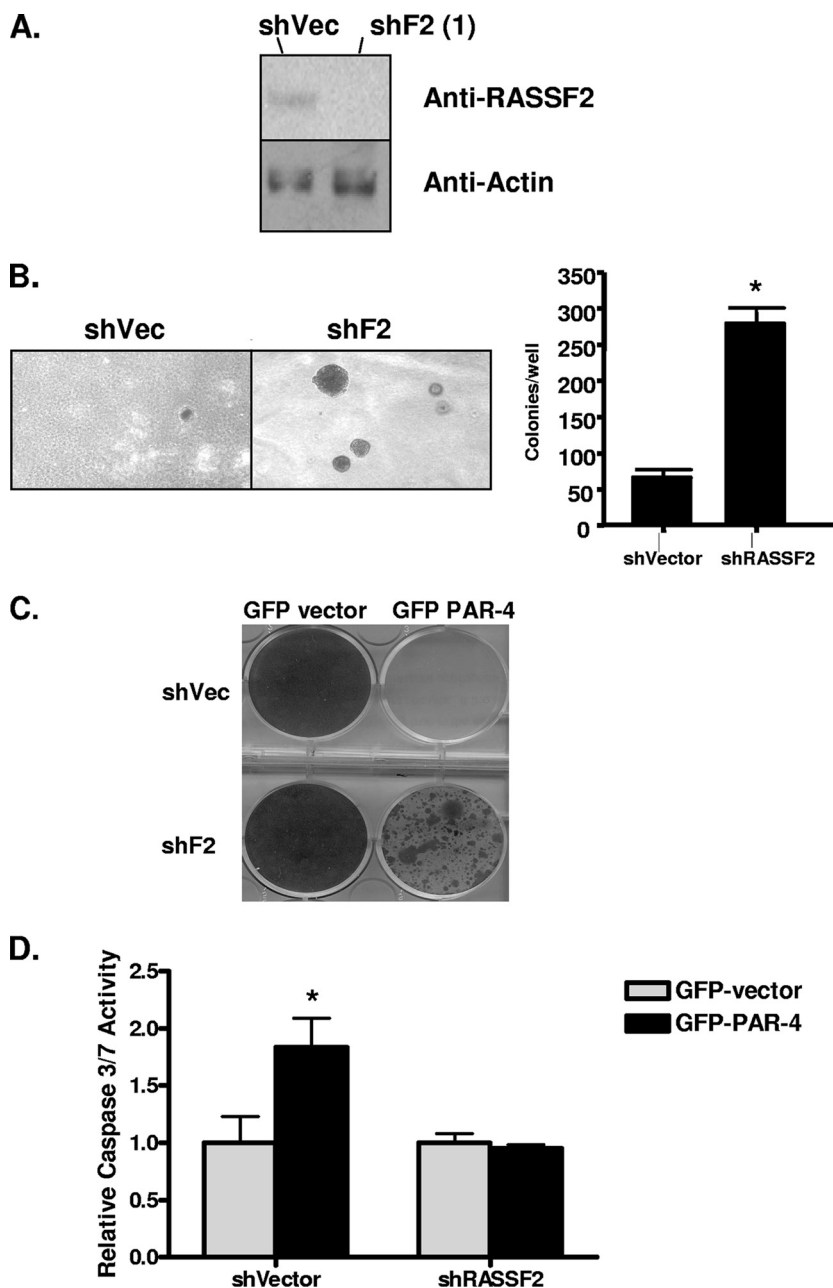 A.
shVec shF2 (1)
Anti-RASSF2
Anti-Actin
B.
shVec shF2
350
300
250
200
150
100
50
0
Colonies/well
*
shVector shRASSF2
C.
GFP vector GFP PAR-4
shVec
shF2
D.
Relative Caspase 3/7 Activity
2.5
2.0
1.5
1.0
0.5
0.0
*
shVector shRASSF2
GFP-vector
GFP-PAR-4